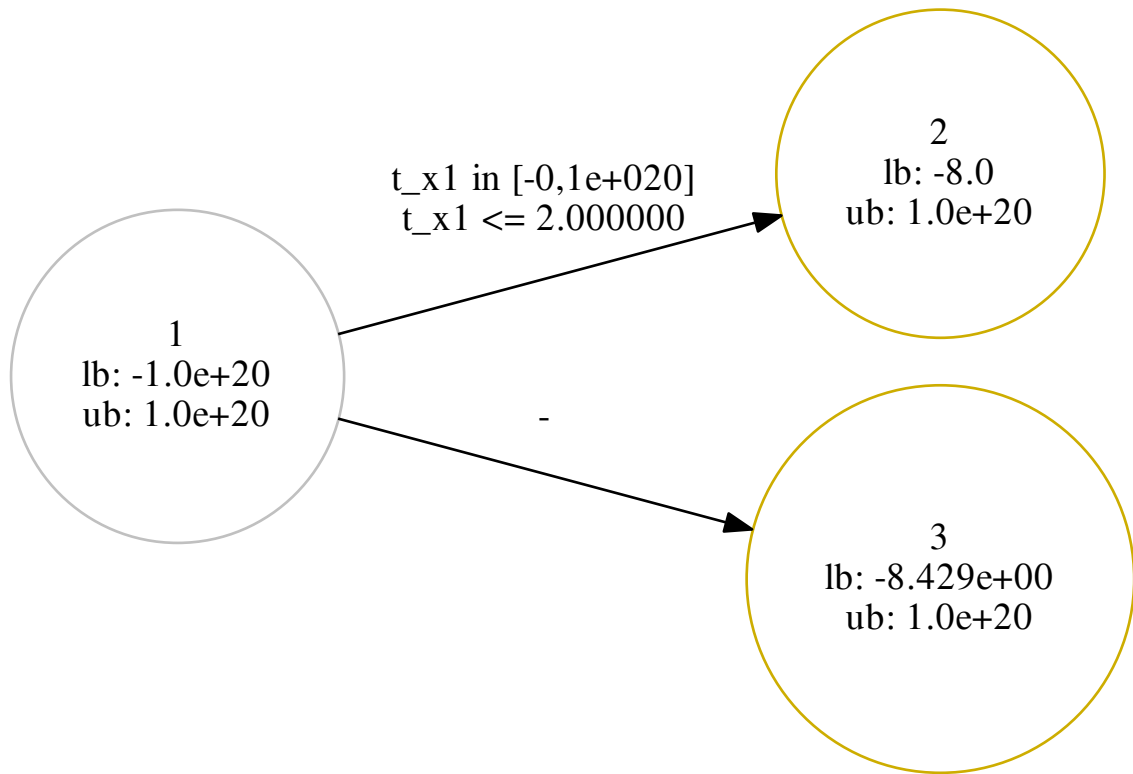 1
lb: -1.0e+20
ub: 1.0e+20
t_x1 in [-0,1e+020]
t_x1 <= 2.000000
-
2
lb: -8.0
ub: 1.0e+20
3
lb: -8.429e+00
ub: 1.0e+20